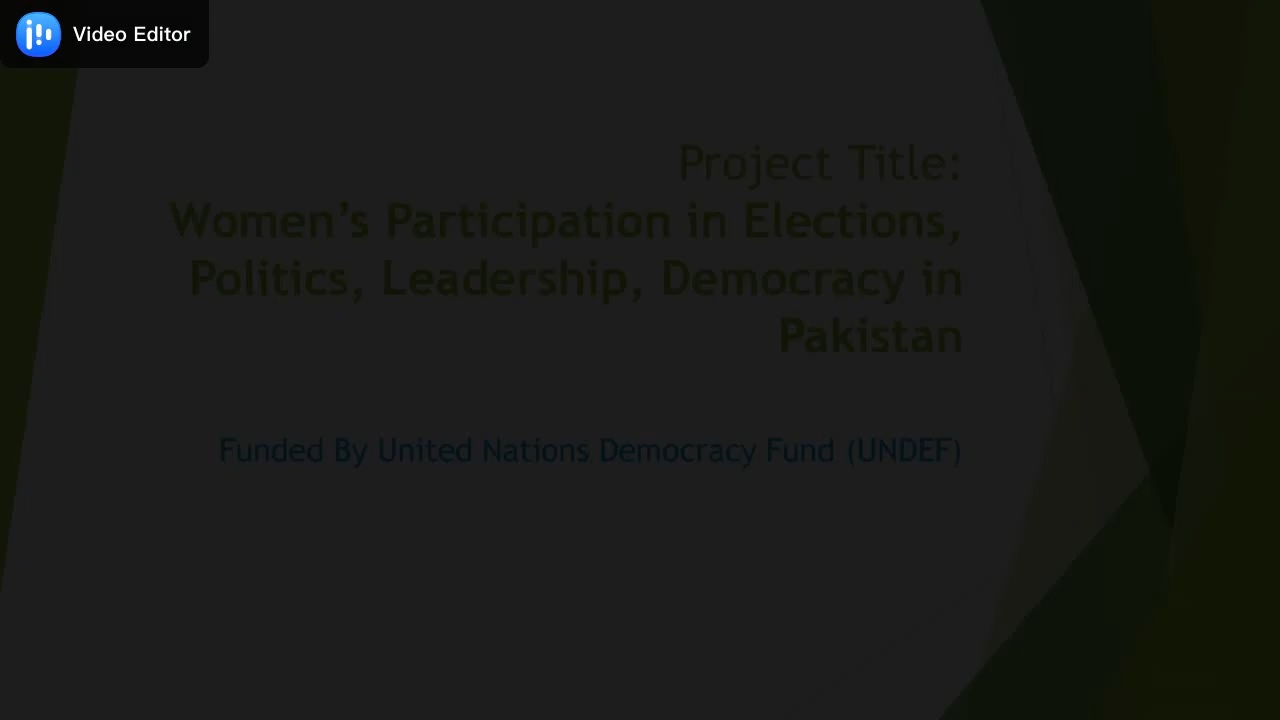 Video Editor
Project Title:
Women’s Participation in Elections,
Politics, Leadership, Democracy in
Pakistan
Funded By United Nations Democracy Fund (UNDEF)